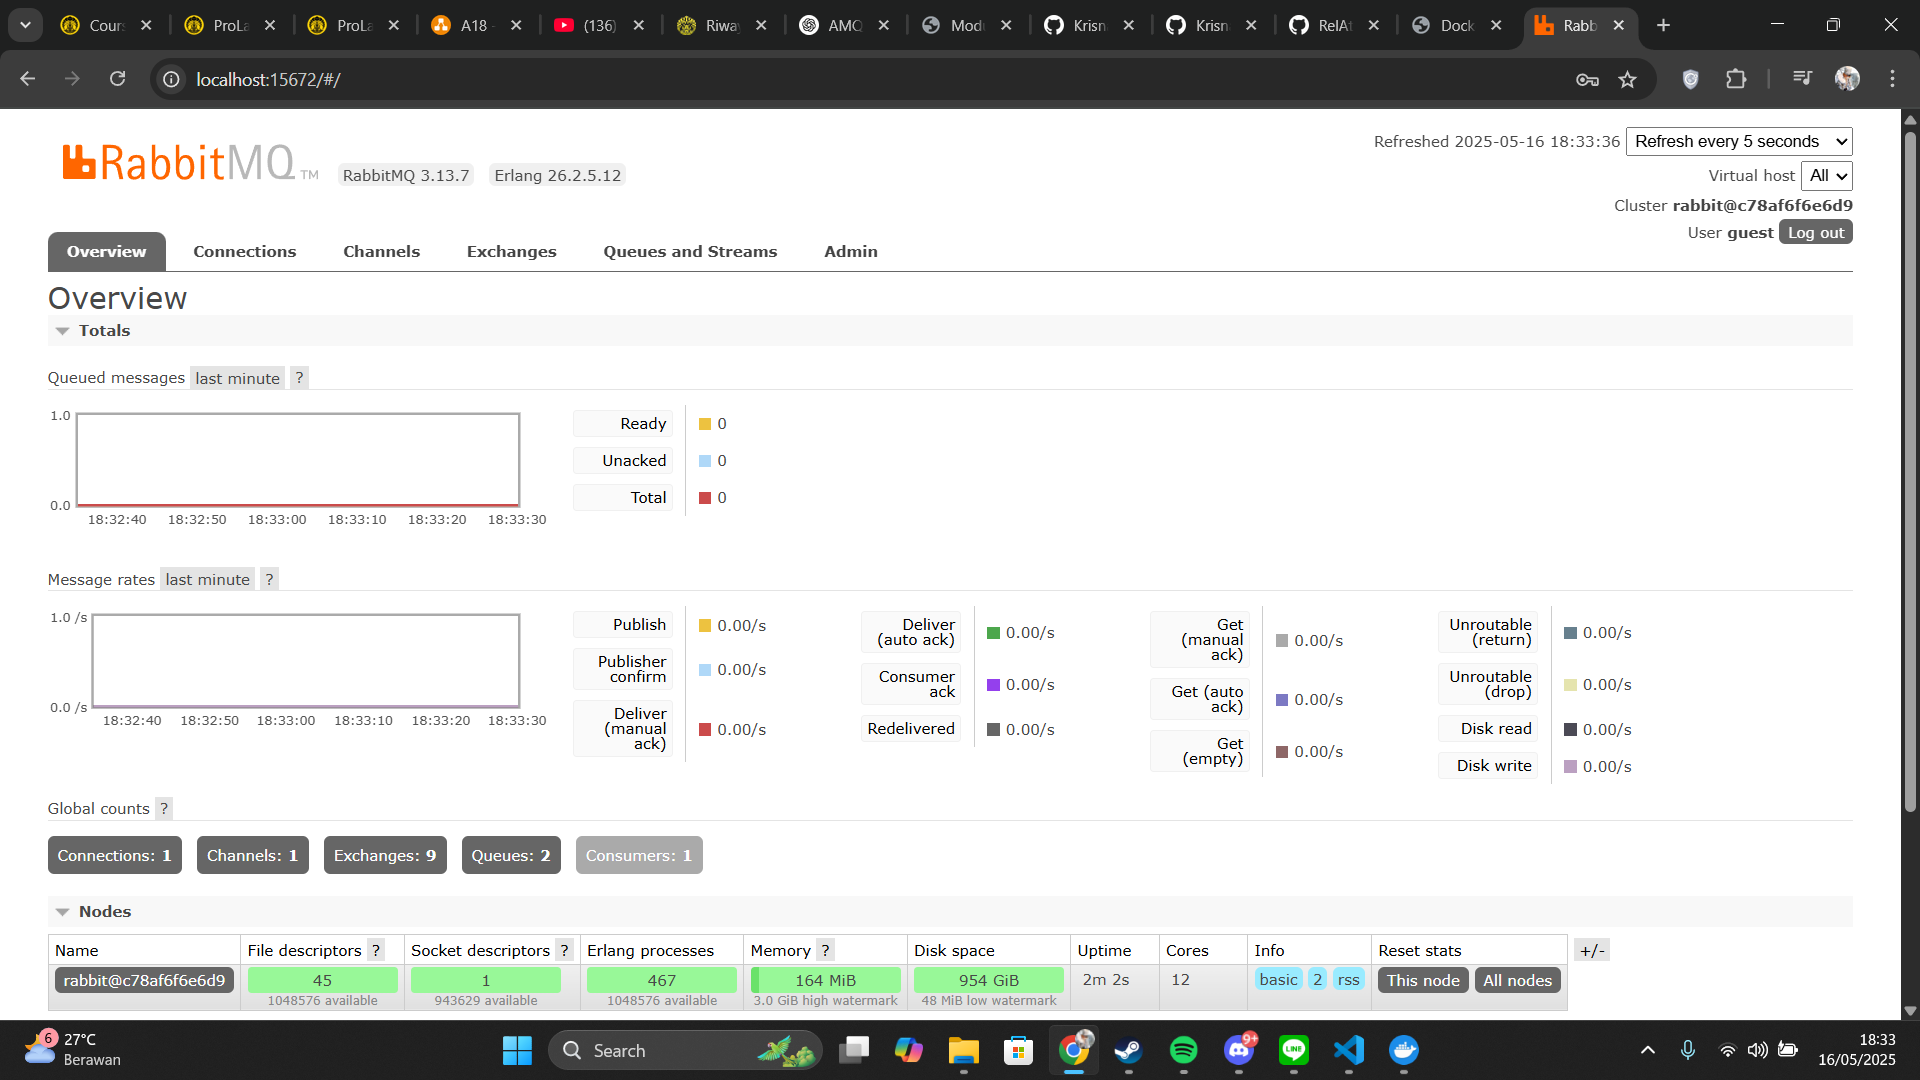 Cour
ProLa
ProLa
A18 -
(136)
Riway
AMQ
Modu
Krisn
Krisn
RelAt
Dock
Rabb
localhost:15672/#/
RabbitMQ TM
RabbitMQ 3.13.7
Erlang 26.2.5.12
Refreshed 2025-05-16 18:33:36
Refresh every 5 seconds
Virtual host All
Cluster rabbit@c78af6f6e6d9
User guest Log out
Overview
Connections
Channels
Exchanges
Queues and Streams
Admin
Overview
Totals
Queued messages last minute ?
1.0
0.0
18:32:40 18:32:50 18:33:00 18:33:10 18:33:20 18:33:30
Ready 0
Unacked 0
Total 0
Message rates last minute ?
1.0 /s
0.0 /s
18:32:40 18:32:50 18:33:00 18:33:10 18:33:20 18:33:30
Publish 0.00/s
Publisher confirm 0.00/s
Deliver (manual ack) 0.00/s
Deliver (auto ack) 0.00/s
Consumer ack 0.00/s
Redelivered 0.00/s
Get (manual ack) 0.00/s
Get (auto ack) 0.00/s
Get (empty) 0.00/s
Unroutable (return) 0.00/s
Unroutable (drop) 0.00/s
Disk read 0.00/s
Disk write 0.00/s
Global counts ?
Connections: 1
Channels: 1
Exchanges: 9
Queues: 2
Consumers: 1
Nodes
Name File descriptors ? Socket descriptors ? Erlang processes Memory ? Disk space Uptime Cores Info Reset stats +/-
rabbit@c78af6f6e6d9 45 1 467 164 MiB 954 GiB 2m 2s 12 basic 2 rss This node All nodes
1048576 available 943629 available 1048576 available 3.0 GiB high watermark 48 MiB low watermark
6
27°C
Berawan
Search
9+
LINE
18:33
16/05/2025